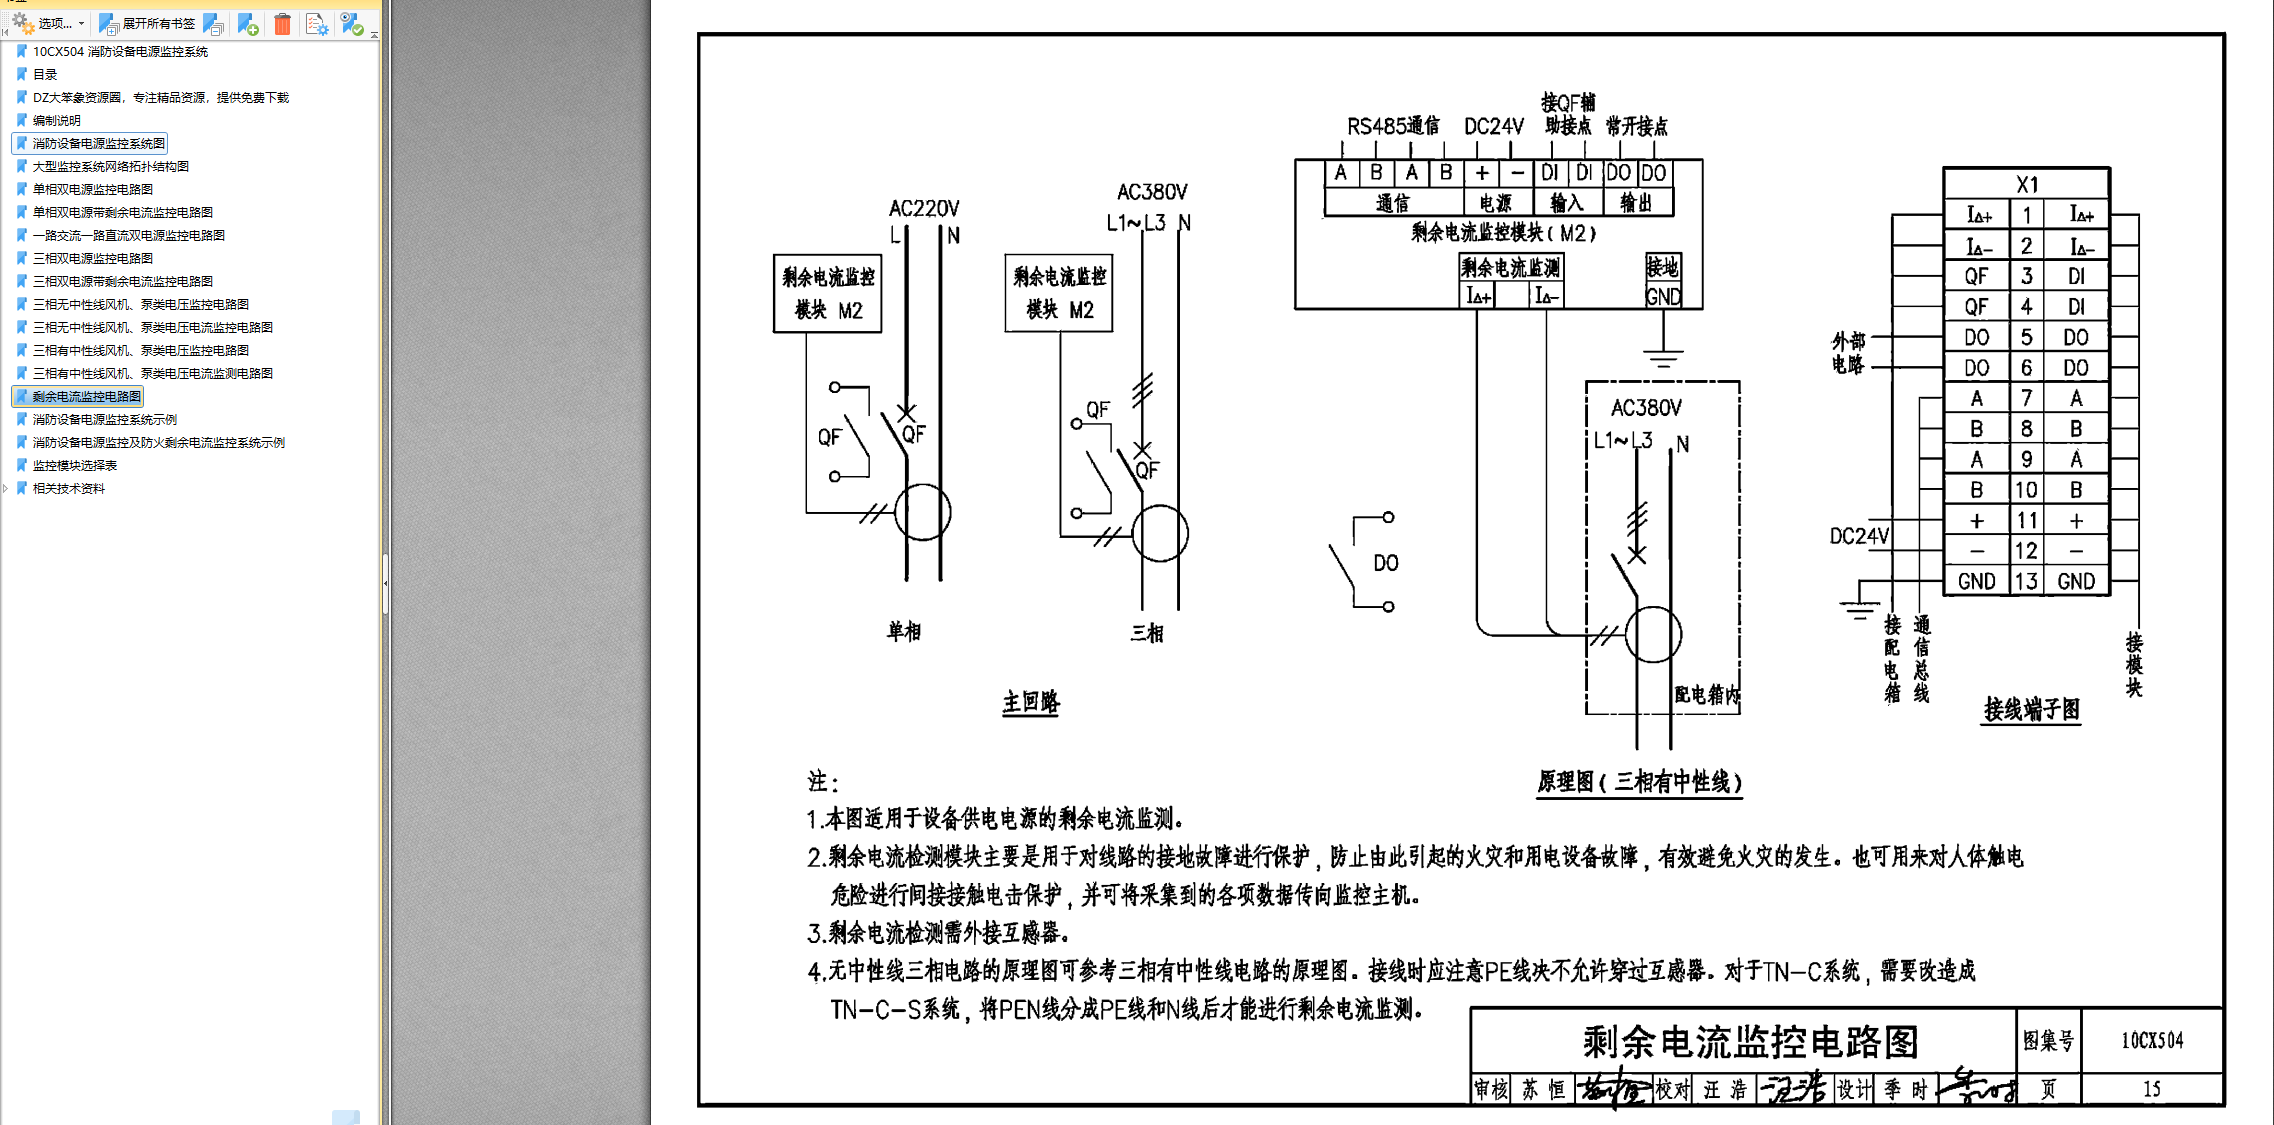 选项...
展开所有书签
10CX504 消防设备电源监控系统
目录
DZ大笨象资源圈，专注精品资源，提供免费下载
编制说明
消防设备电源监控系统图
大型监控系统网络拓扑结构图
单相双电源监控电路图
单相双电源带剩余电流监控电路图
一路交流一路直流双电源监控电路图
三相双电源监控电路图
三相双电源带剩余电流监控电路图
三相无中性线风机、泵类电压监控电路图
三相无中性线风机、泵类电压电流监控电路图
三相有中性线风机、泵类电压监控电路图
三相有中性线风机、泵类电压电流监测电路图
剩余电流监控电路图
消防设备电源监控系统示例
消防设备电源监控及防火剩余电流监控系统示例
监控模块选择表
相关技术资料
AC220V
L N
剩余电流监控
模块 M2
QF
QF
单相
AC380V
L1~L3 N
剩余电流监控
模块 M2
QF
QF
三相
主回路
接QF辅
RS485通信 DC24V 助接点 常开接点
A B A B + − DI DI DO DO
通信 电源 输入 输出
剩余电流监控模块(M2)
剩余电流监测 接地
I△+ I△− GND
AC380V
L1~L3 N
DO
配电箱内
原理图(三相有中性线)
X1
I△+ 1 I△+
I△− 2 I△−
QF 3 DI
QF 4 DI
DO 5 DO
DO 6 DO
A 7 A
B 8 B
A 9 A
B 10 B
+ 11 +
− 12 −
GND 13 GND
外部
电路
DC24V
接配电箱
通信总线
接模块
接线端子图
注:
1.本图适用于设备供电电源的剩余电流监测。
2.剩余电流检测模块主要是用于对线路的接地故障进行保护,防止由此引起的火灾和用电设备故障,有效避免火灾的发生。也可用来对人体触电
危险进行间接接触电击保护,并可将采集到的各项数据传向监控主机。
3.剩余电流检测需外接互感器。
4.无中性线三相电路的原理图可参考三相有中性线电路的原理图。接线时应注意PE线决不允许穿过互感器。对于TN−C系统,需要改造成
TN−C−S系统,将PEN线分成PE线和N线后才能进行剩余电流监测。
剩余电流监控电路图 图集号 10CX504
审核 苏恒 校对 汪浩 汪浩 设计 季时 页 15